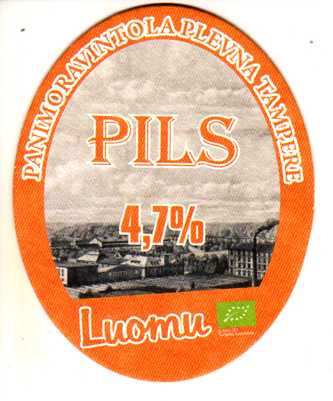 PANIMORAVINTOLA PLEVNA TAMPERE
PILS
4,7%
Luomu